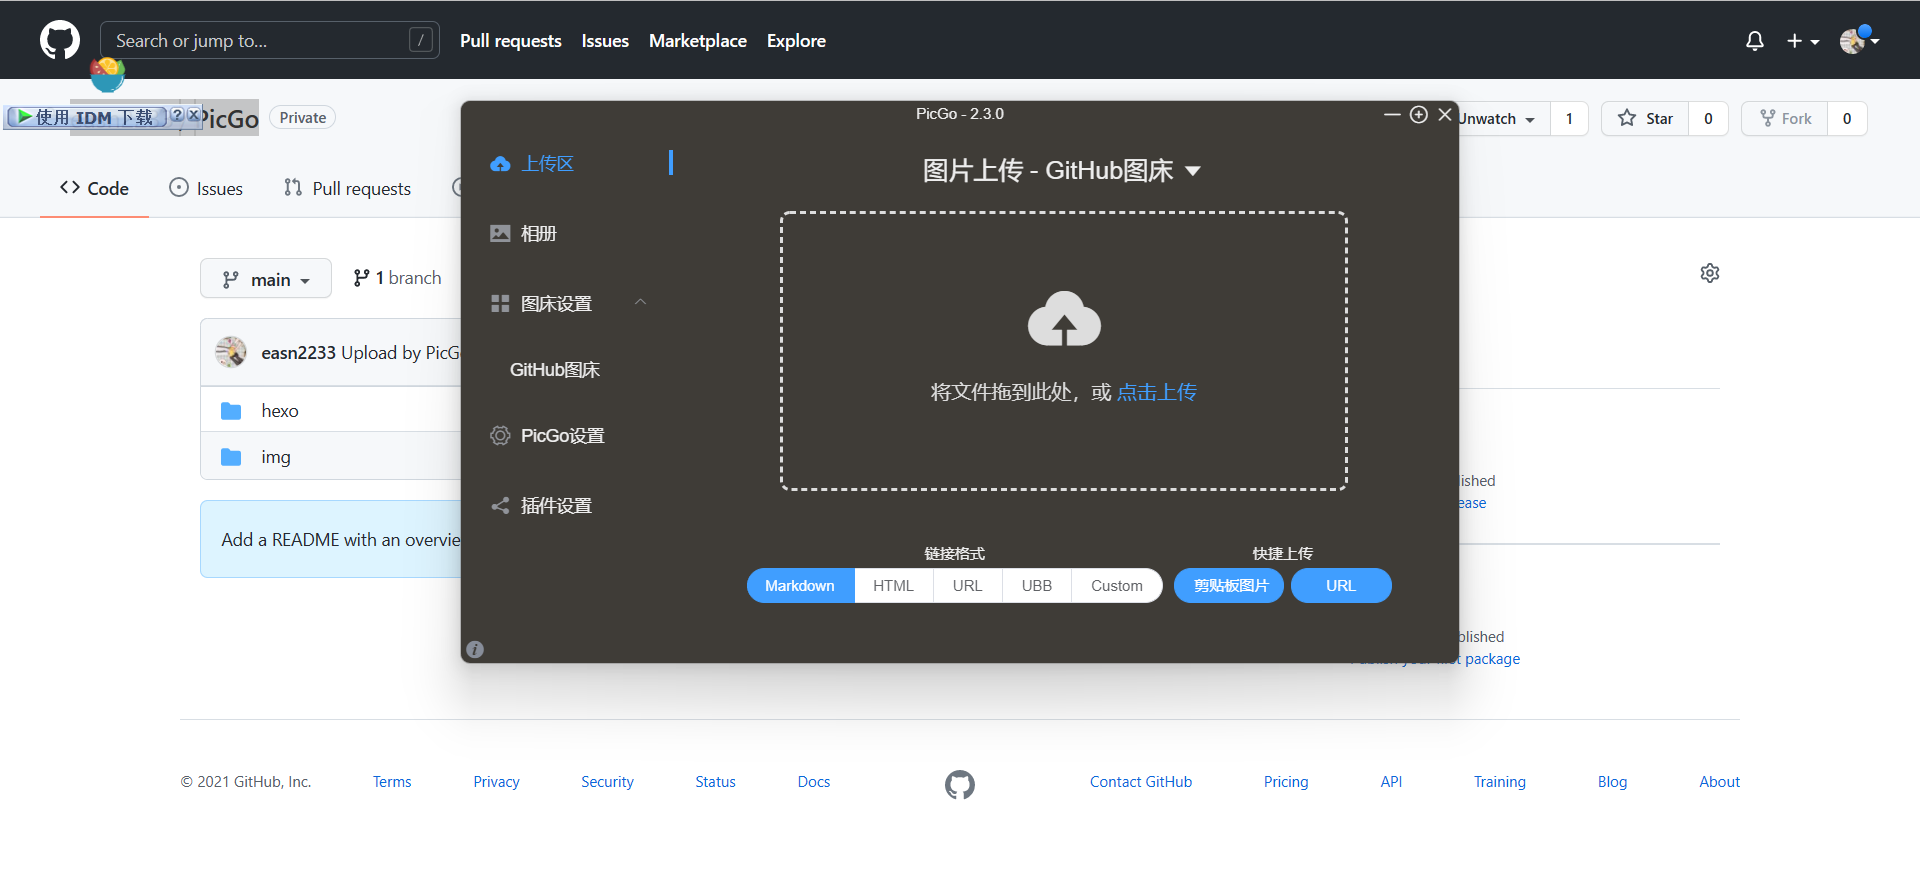 Search or jump to...
/
Pull requests
Issues
Marketplace
Explore
使用 IDM 下载
?
PicGo
Private
Unwatch
1
Star
0
Fork
0
Code
Issues
Pull requests
main
1 branch
easn2233 Upload by PicG
hexo
img
Add a README with an overvie
PicGo - 2.3.0
上传区
相册
图床设置
GitHub图床
PicGo设置
插件设置
图片上传 - GitHub图床
将文件拖到此处，或 点击上传
链接格式
Markdown
HTML
URL
UBB
Custom
快捷上传
剪贴板图片
URL
i
lished
ease
blished
package
© 2021 GitHub, Inc.
Terms
Privacy
Security
Status
Docs
Contact GitHub
Pricing
API
Training
Blog
About